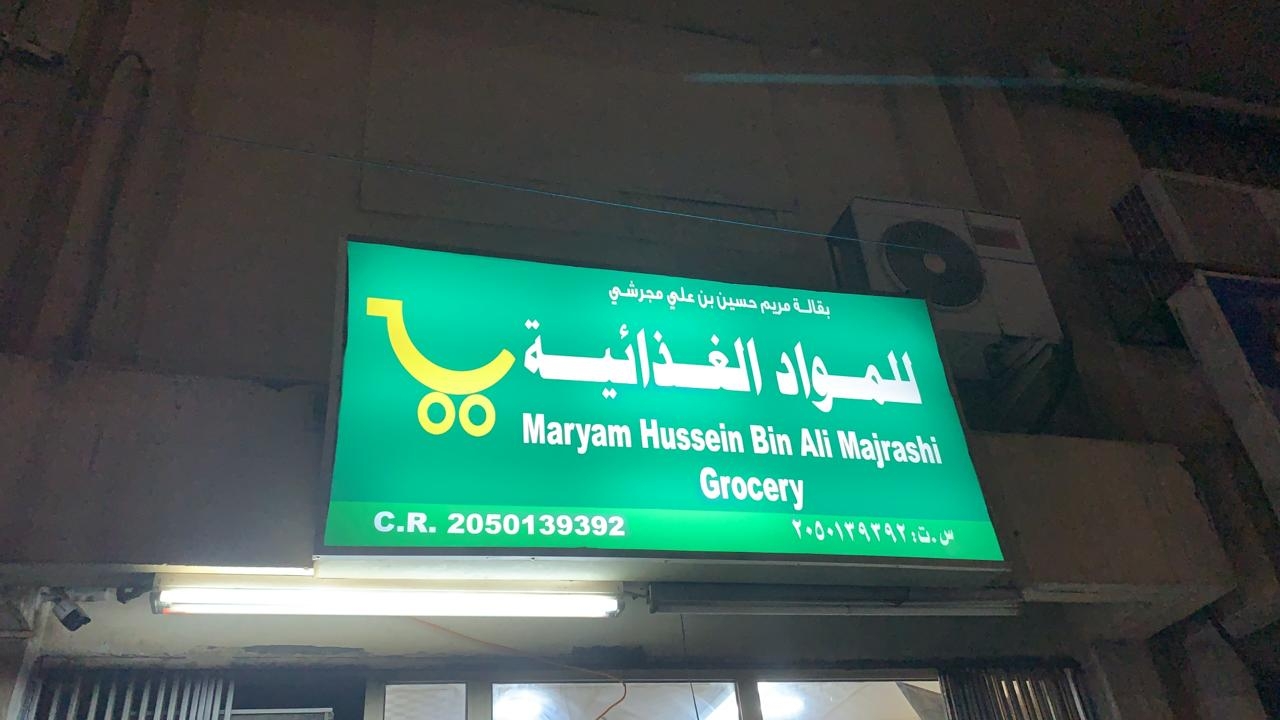 بقالة مريم حسين بن علي مجرشي
للمواد الغذائية
Maryam Hussein Bin Ali Majrashi
Grocery
C.R. 2050139392
س.ت: ٢٠٥٠١٣٩٣٩٢